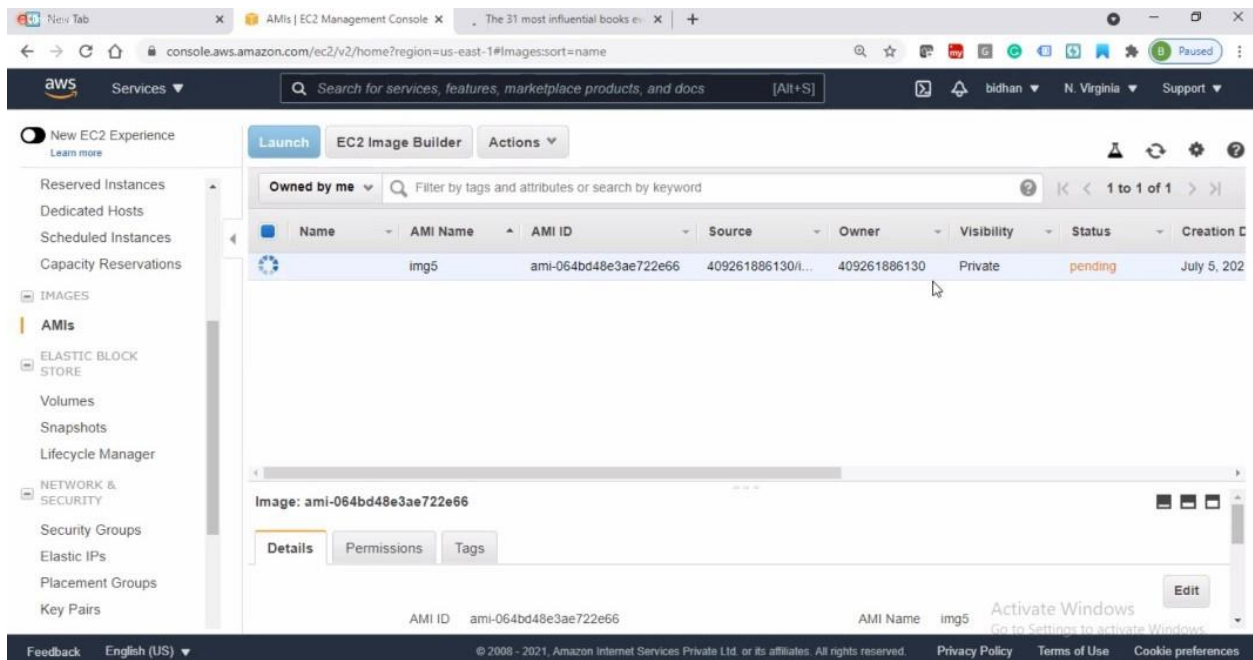 New Tab
AMIs | EC2 Management Console
The 31 most influential books ev
console.aws.amazon.com/ec2/v2/home?region=us-east-1#Images:sort=name
my
G
G
B Paused
aws Services
Search for services, features, marketplace products, and docs [Alt+S]
bidhan
N. Virginia
Support
New EC2 Experience
Learn more
Reserved Instances
Dedicated Hosts
Scheduled Instances
Capacity Reservations
IMAGES
AMIs
ELASTIC BLOCK
STORE
Volumes
Snapshots
Lifecycle Manager
NETWORK &
SECURITY
Security Groups
Elastic IPs
Placement Groups
Key Pairs
Launch EC2 Image Builder Actions
Owned by me Filter by tags and attributes or search by keyword 1 to 1 of 1
Name AMI Name AMI ID Source Owner Visibility Status Creation D
img5 ami-064bd48e3ae722e66 409261886130/i... 409261886130 Private pending July 5, 202
Image: ami-064bd48e3ae722e66
Details Permissions Tags
Edit
AMI ID ami-064bd48e3ae722e66 AMI Name img5
Activate Windows
Go to Settings to activate Windows.
Feedback English (US) © 2008 - 2021, Amazon Internet Services Private Ltd. or its affiliates. All rights reserved. Privacy Policy Terms of Use Cookie preferences